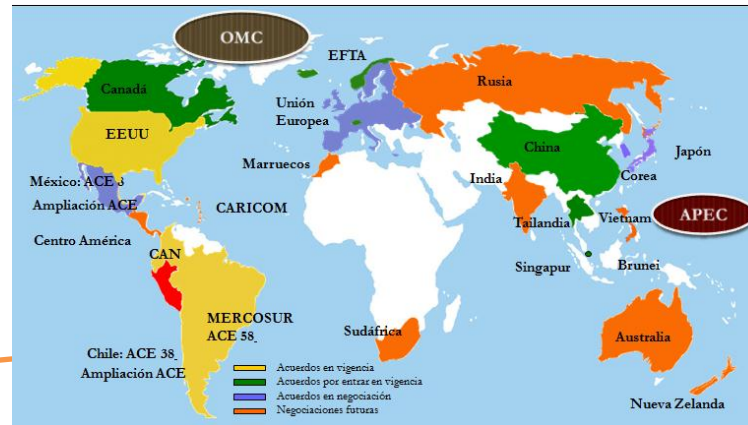 OMC
EFTA
Canadá
Rusia
Unión
Europea
EEUU
China
Japón
Marruecos
Corea
México: ACE 8
India
Ampliación ACE
CARICOM
Vietnam
APEC
Tailandia
Centro América
CAN
Singapur
Brunei
MERCOSUR
ACE 58
Sudáfrica
Australia
Chile: ACE 38
Ampliación ACE
Acuerdos en vigencia
Acuerdos por entrar en vigencia
Acuerdos en negociación
Negociaciones futuras
Nueva Zelanda